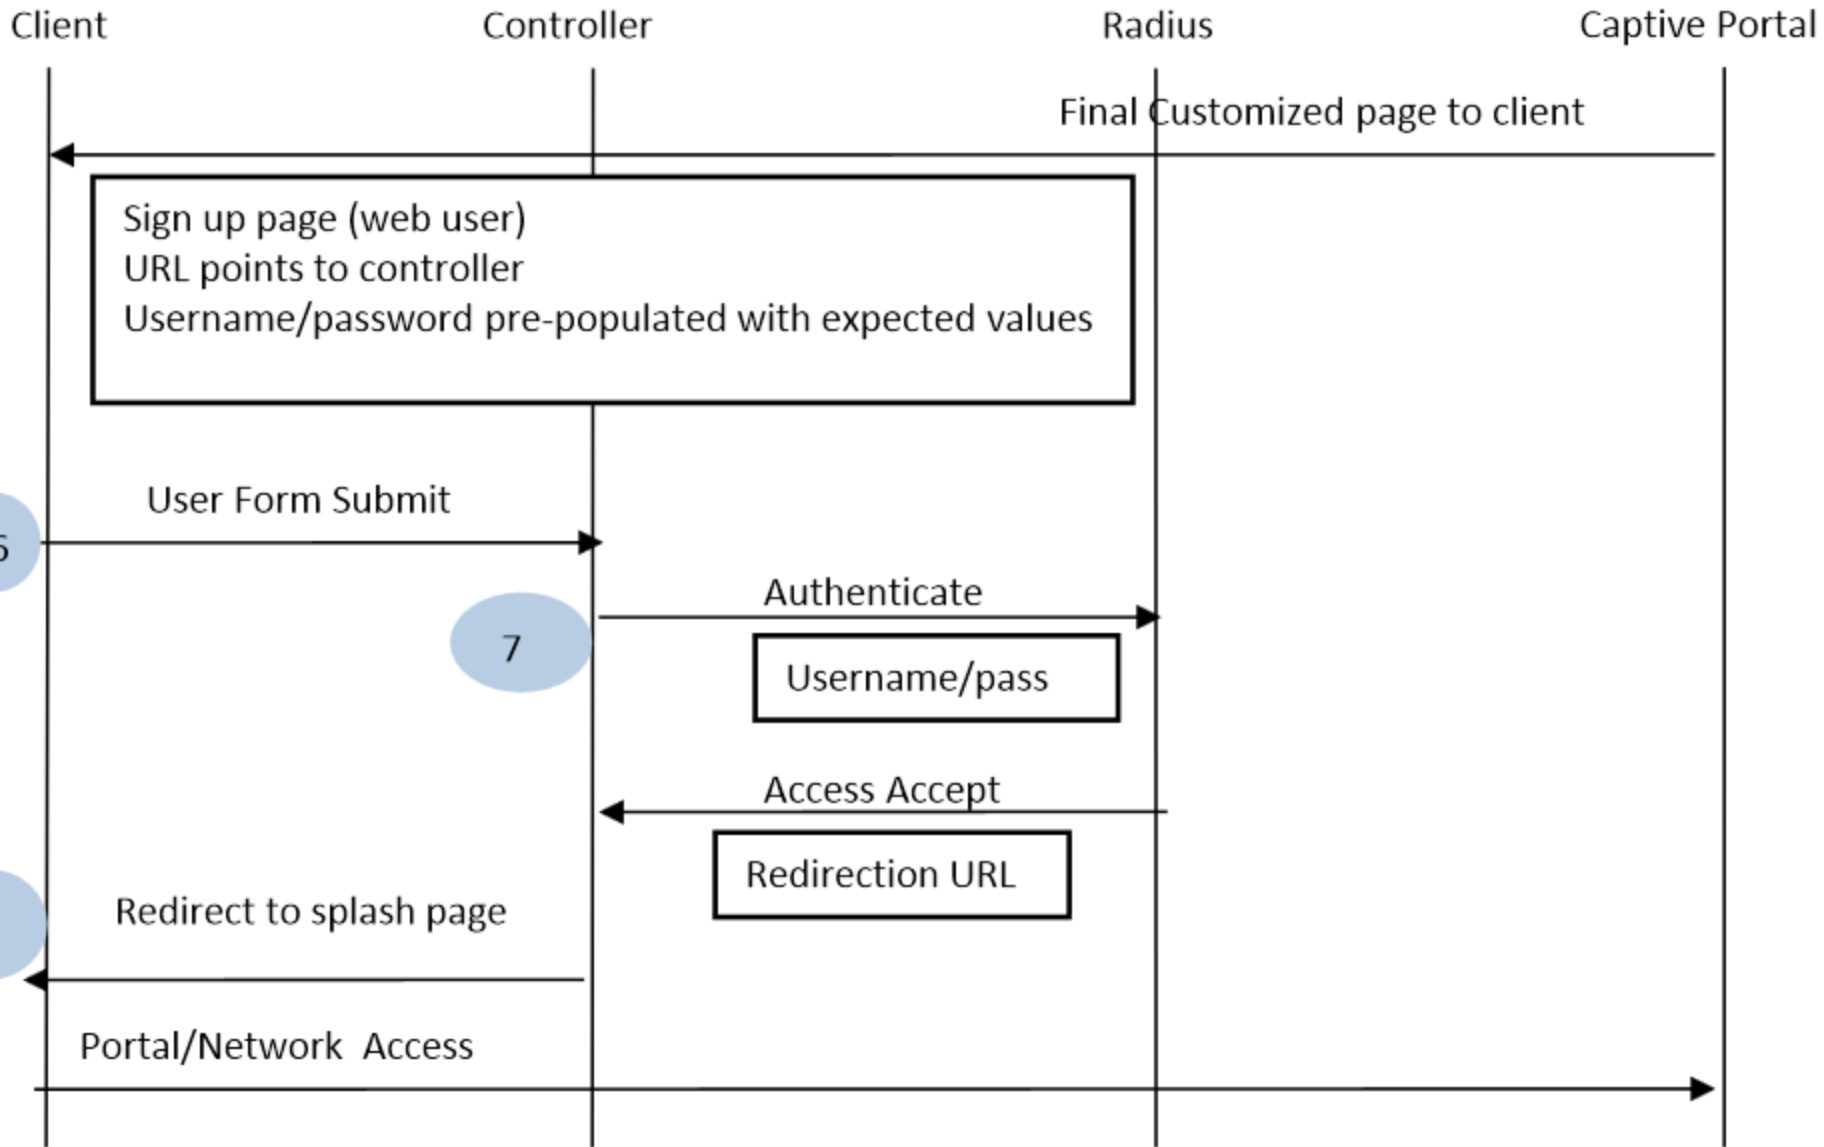 Client
Controller
Radius
Captive Portal
Final Customized page to client
Sign up page (web user)
URL points to controller
Username/password pre-populated with expected values
User Form Submit
Authenticate
7
Username/pass
Access Accept
Redirection URL
Redirect to splash page
Portal/Network  Access